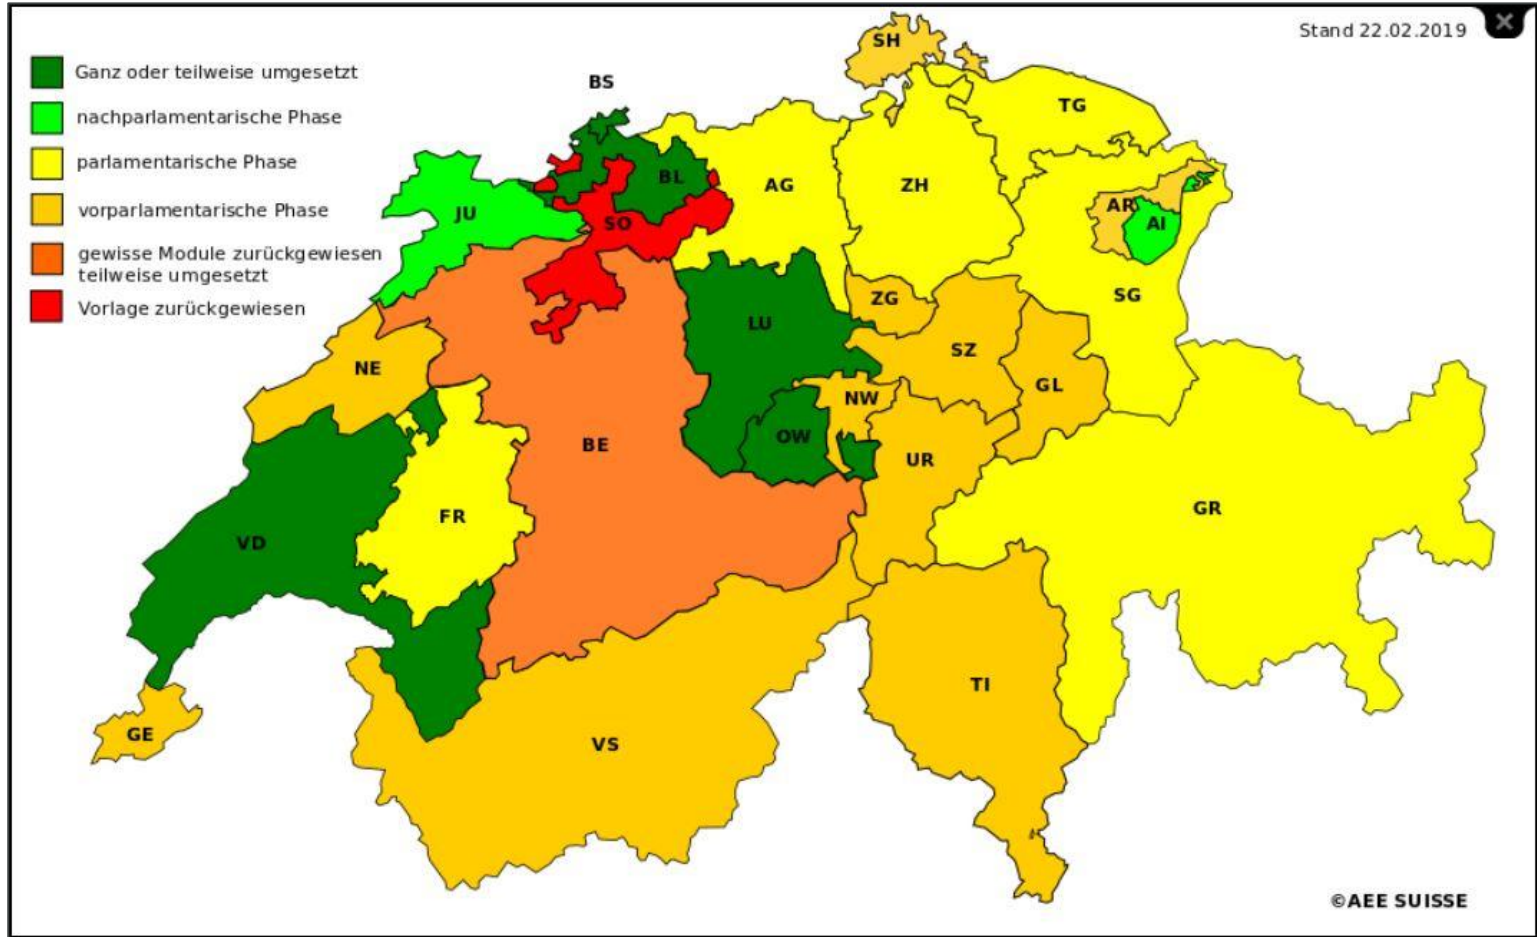 Stand 22.02.2019
Ganz oder teilweise umgesetzt
nachparlamentarische Phase
parlamentarische Phase
vorparlamentarische Phase
gewisse Module zurückgewiesen
teilweise umgesetzt
Vorlage zurückgewiesen
SH
BS
TG
BL
AG
ZH
JU
SO
AR
AI
ZG
SG
LU
SZ
NE
GL
NW
OW
BE
UR
GR
FR
VD
TI
GE
VS
©AEE SUISSE